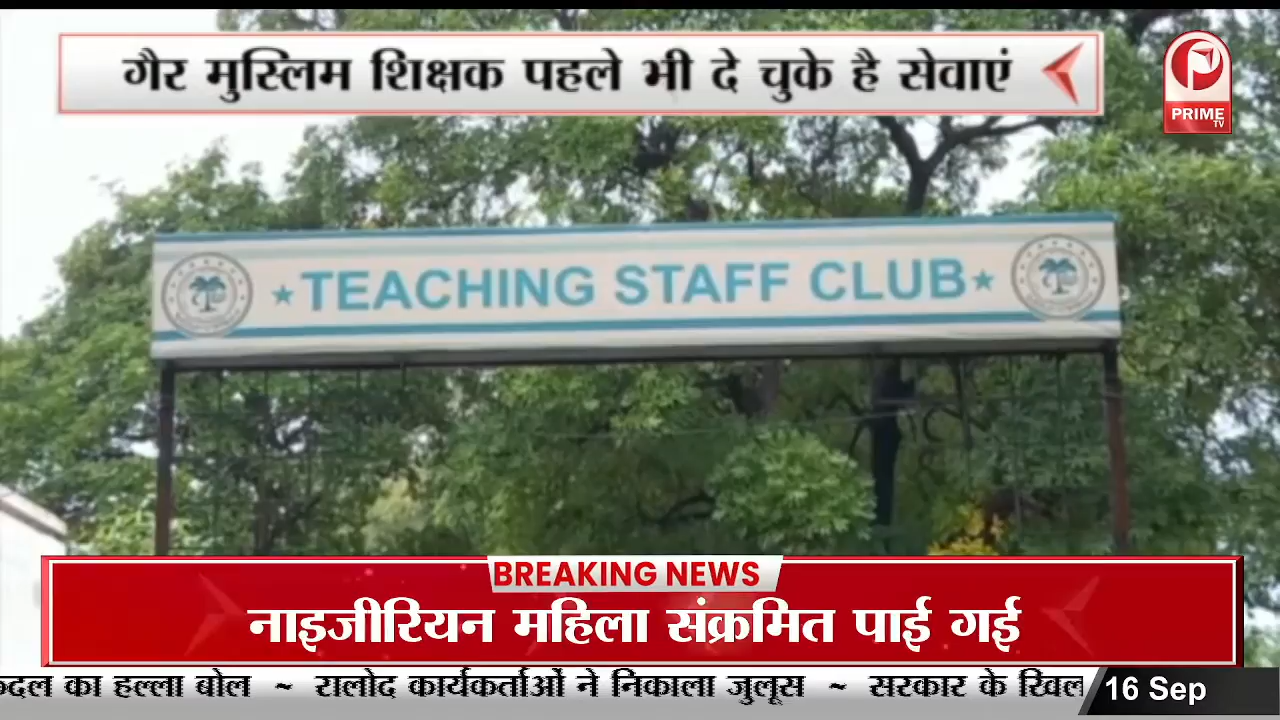 गैर मुस्लिम शिक्षक पहले भी दे चुके है सेवाएं
PRIME
TV
★TEACHING STAFF CLUB★
BREAKING NEWS
नाइजीरियन महिला संक्रमित पाई गई
का हल्ला बोल ~ रालोद कार्यकर्ताओं ने निकाला जुलूस ~ सरकार के
16 Sep